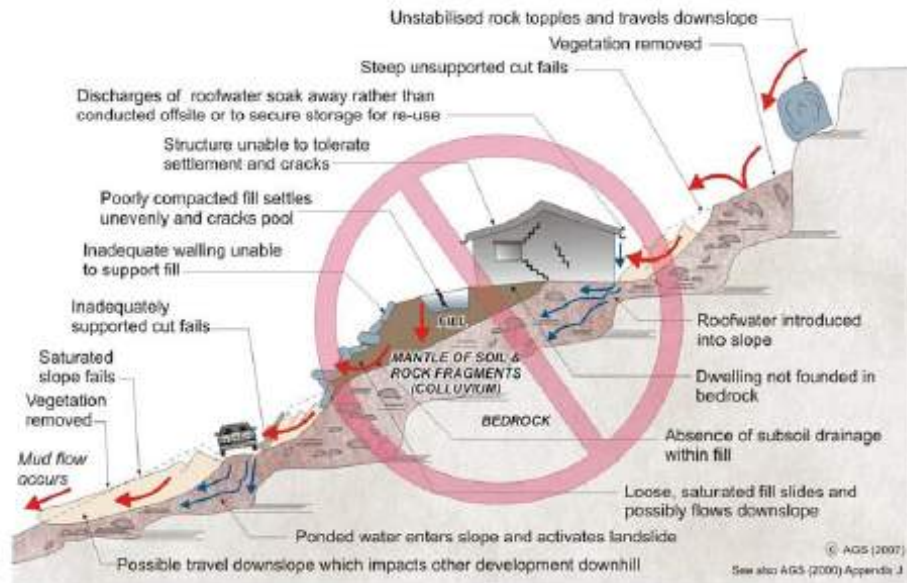 Unstabilised rock topples and travels downslope
Vegetation removed
Steep unsupported cut fails
Discharges of roofwater soak away rather than
conducted offsite or to secure storage for re-use
Structure unable to tolerate
settlement and cracks
Poorly compacted fill settles
unevenly and cracks pool
Inadequate walling unable
to support fill
Inadequately
supported cut fails
Saturated
slope fails
Vegetation
removed
Mud flow
occurs
FILL
MANTLE OF SOIL &
ROCK FRAGMENTS
(COLLUVIUM)
BEDROCK
Roofwater introduced
into slope
Dwelling not founded in
bedrock
Absence of subsoil drainage
within fill
Loose, saturated fill slides and
possibly flows downslope
Ponded water enters slope and activates landslide
Possible travel downslope which impacts other development downhill
© AGS (2007)
See also AGS (2000) Appendix J